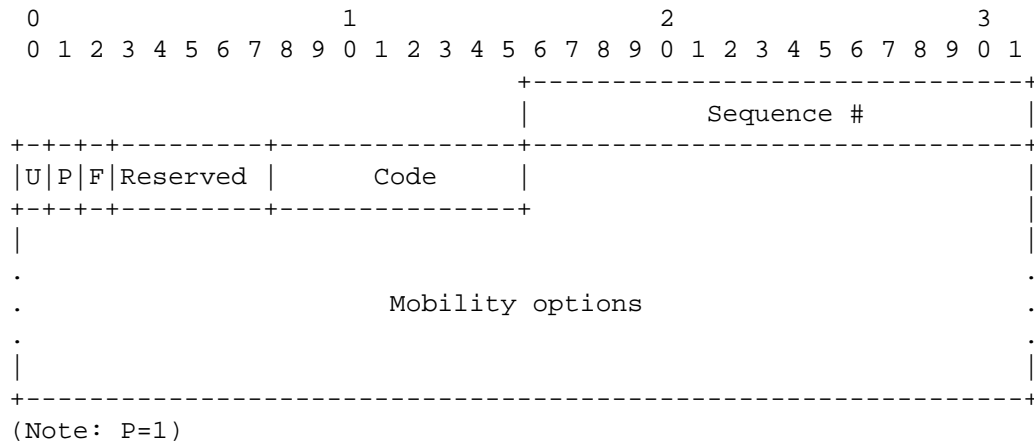 0                   1                   2                   3
 0 1 2 3 4 5 6 7 8 9 0 1 2 3 4 5 6 7 8 9 0 1 2 3 4 5 6 7 8 9 0 1
                                +-------------------------------+
                                |           Sequence #          |
+-+-+-+---------+---------------+-------------------------------+
|U|P|F|Reserved |      Code     |                               |
+-+-+-+---------+---------------+                               |
|                                                               |
.                                                               .
.                        Mobility options                       .
.                                                               .
|                                                               |
+---------------------------------------------------------------+
(Note: P=1)